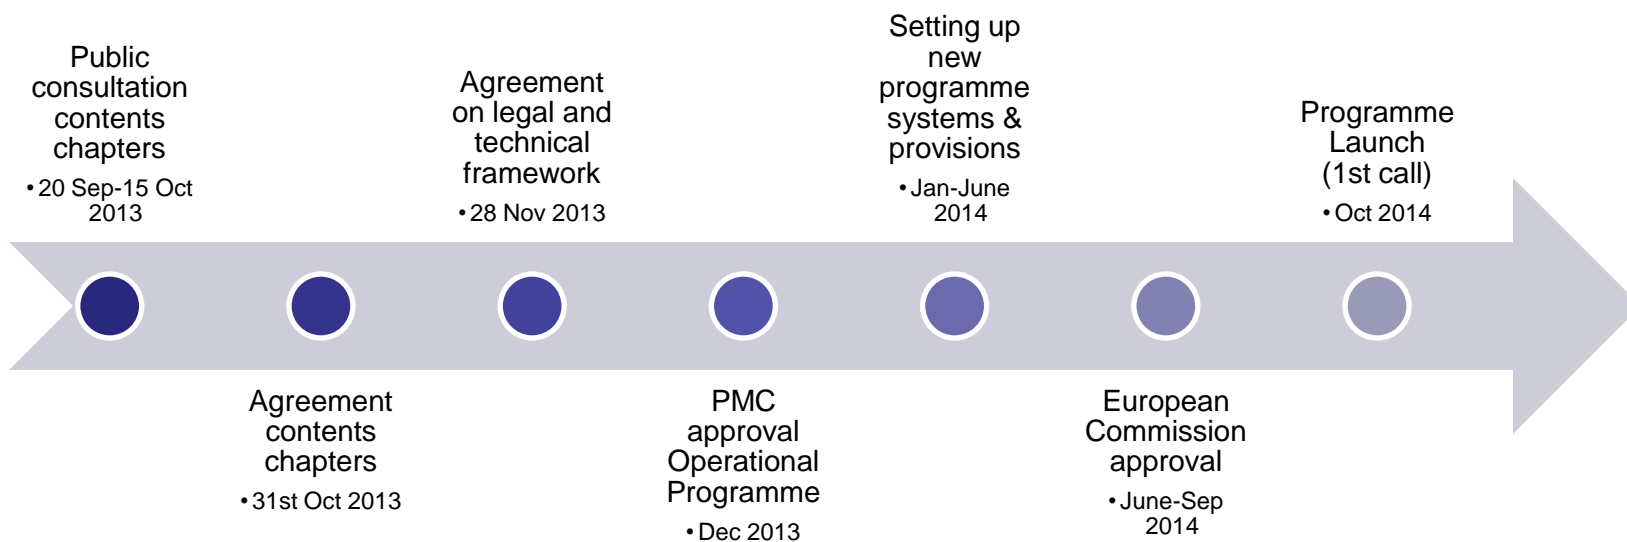 Public
consultation
contents
chapters
• 20 Sep-15 Oct
2013
Agreement
contents
chapters
• 31st Oct 2013
Agreement
on legal and
technical
framework
• 28 Nov 2013
PMC
approval
Operational
Programme
• Dec 2013
Setting up
new
programme
systems &
provisions
• Jan-June
2014
European
Commission
approval
• June-Sep
2014
Programme
Launch
(1st call)
• Oct 2014